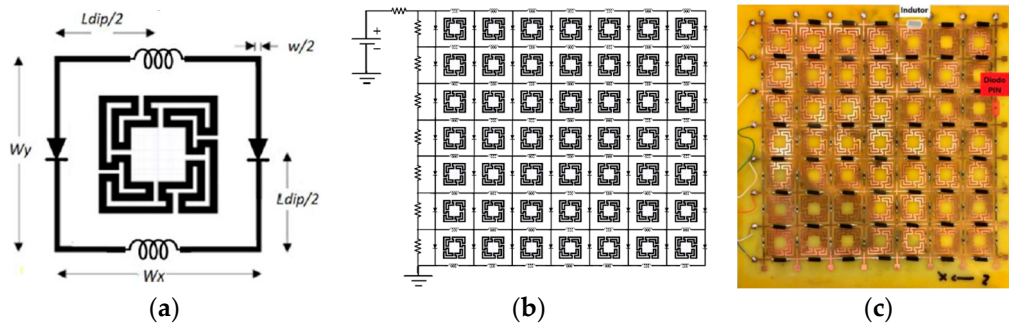 Ldip/2
w/2
Wy
Ldip/2
Wx
+
−
Indutor
Diodo
PIN
(a)
(b)
(c)